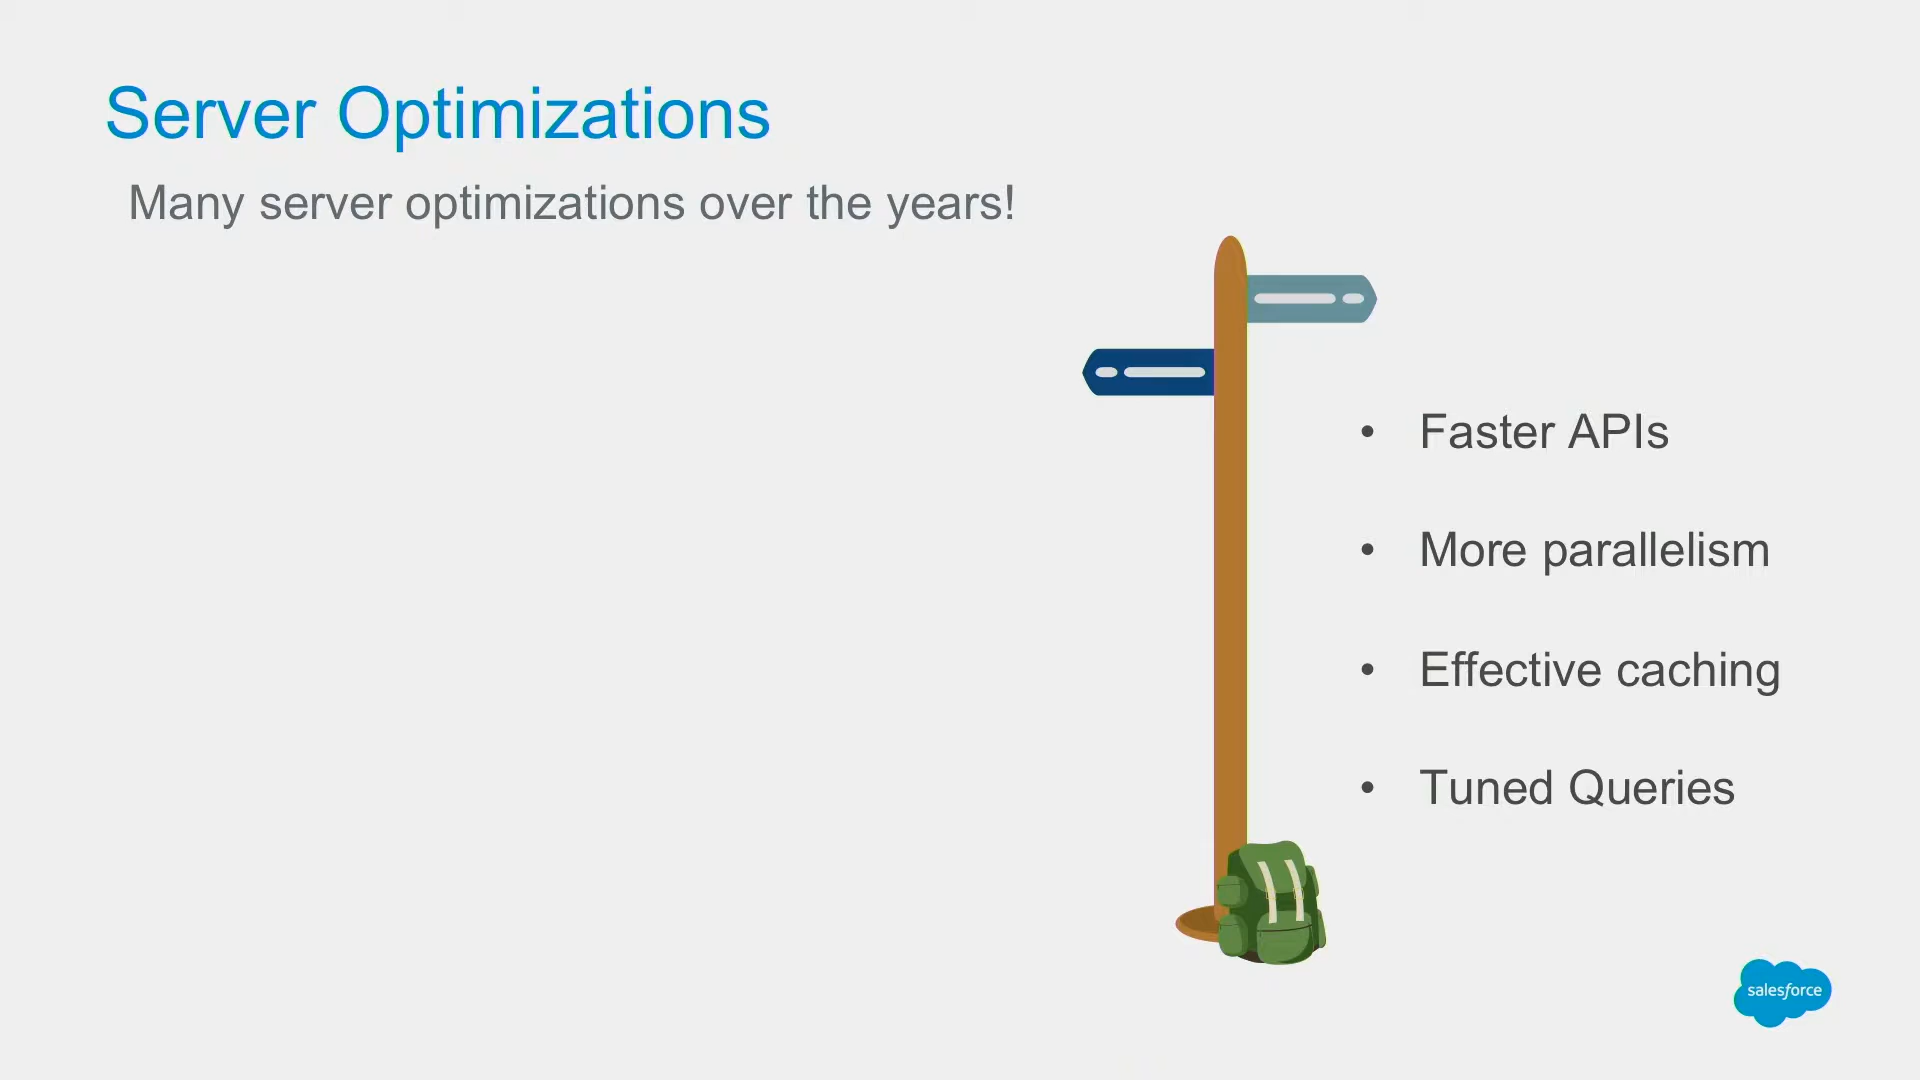 Server Optimizations
Many server optimizations over the years!
• Faster APIs
• More parallelism
• Effective caching
• Tuned Queries
salesforce